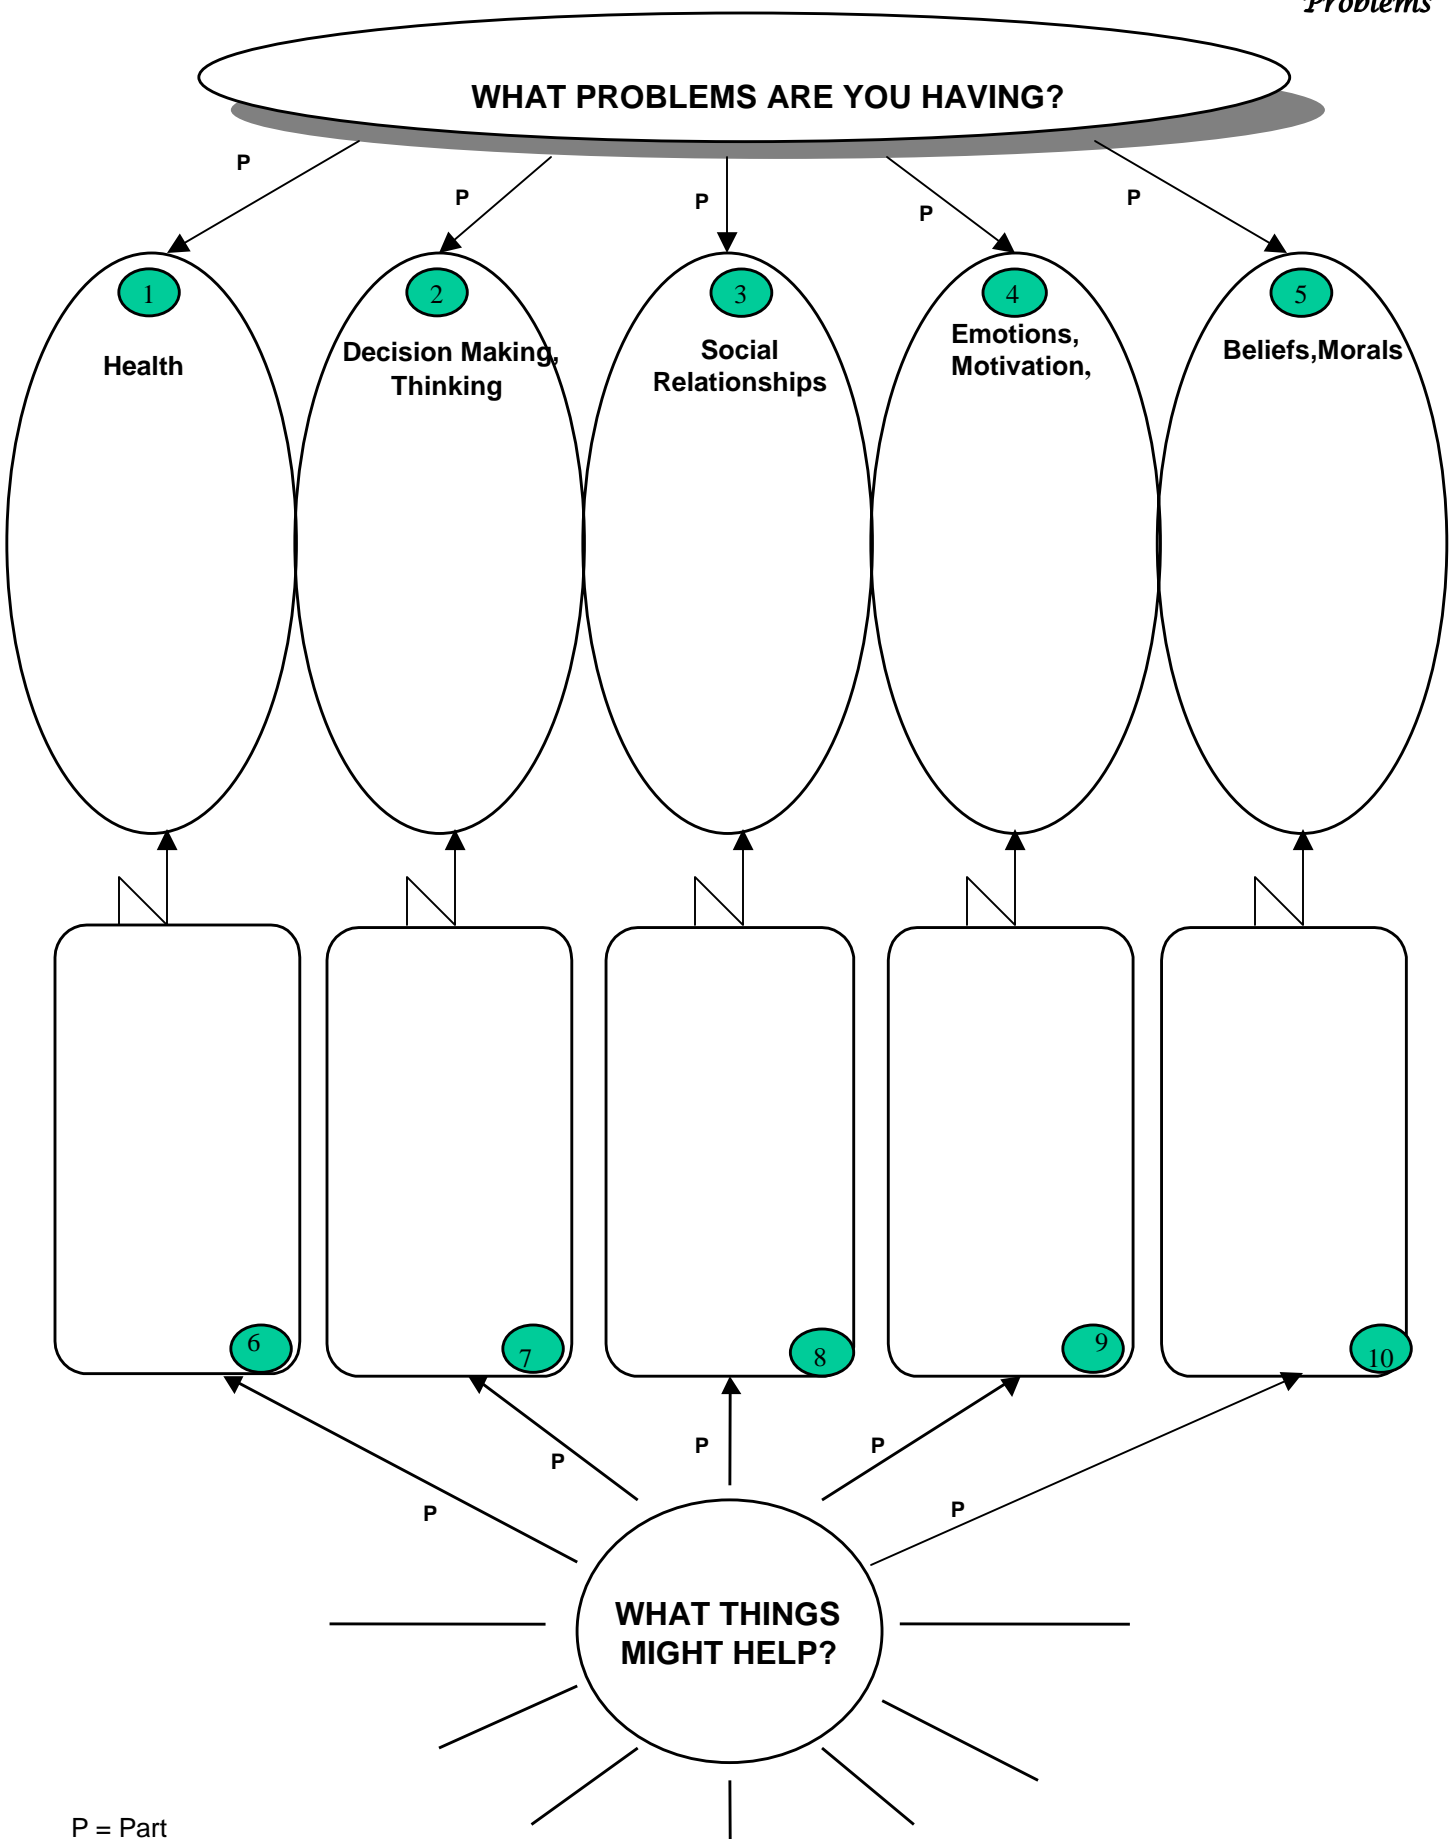 Problems
WHAT PROBLEMS ARE YOU HAVING?
P
P
P
P
P
1
2
3
4
5
Health
Decision Making,
Thinking
Social
Relationships
Emotions,
Motivation,
Beliefs,Morals
6
7
8
9
10
P
P
P
P
P
WHAT THINGS
MIGHT HELP?
P = Part